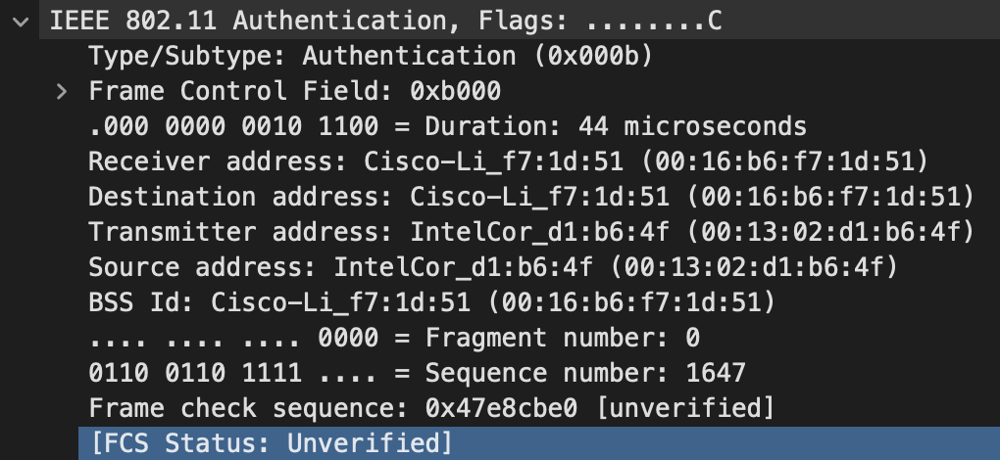 IEEE 802.11 Authentication, Flags: ........C
Type/Subtype: Authentication (0x000b)
Frame Control Field: 0xb000
.000 0000 0010 1100 = Duration: 44 microseconds
Receiver address: Cisco-Li_f7:1d:51 (00:16:b6:f7:1d:51)
Destination address: Cisco-Li_f7:1d:51 (00:16:b6:f7:1d:51)
Transmitter address: IntelCor_d1:b6:4f (00:13:02:d1:b6:4f)
Source address: IntelCor_d1:b6:4f (00:13:02:d1:b6:4f)
BSS Id: Cisco-Li_f7:1d:51 (00:16:b6:f7:1d:51)
.... .... .... 0000 = Fragment number: 0
0110 0110 1111 .... = Sequence number: 1647
Frame check sequence: 0x47e8cbe0 [unverified]
[FCS Status: Unverified]